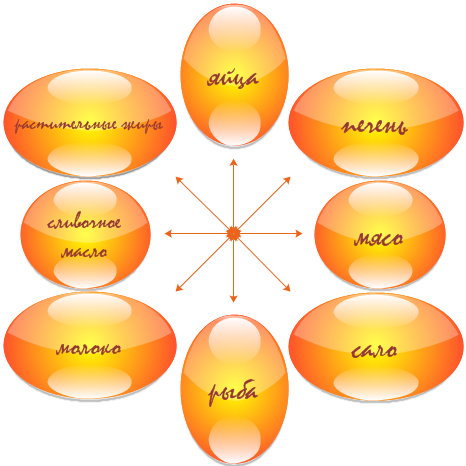 яйца
растительные жиры
печень
сливочное
масло
мясо
молоко
сало
рыба